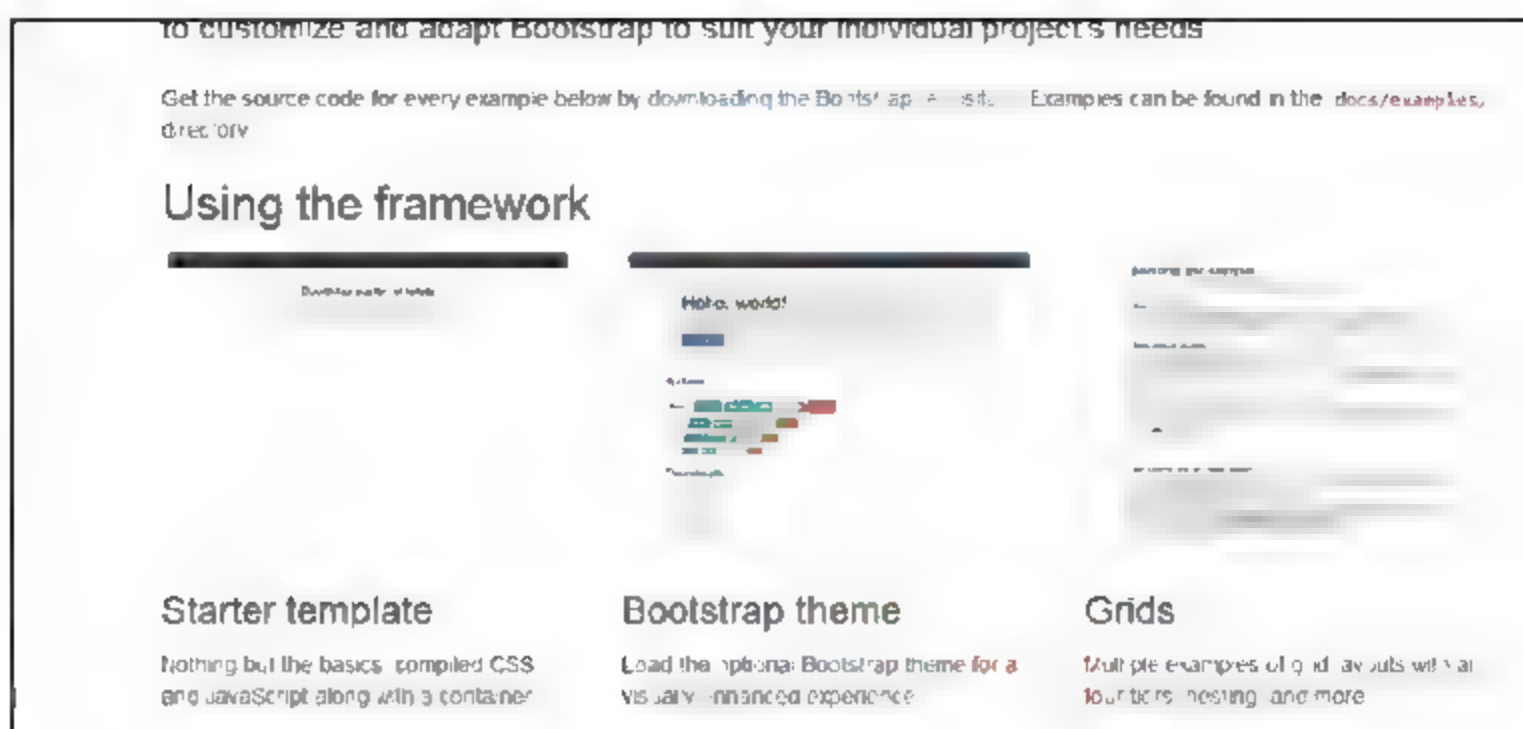 to customize and adapt Bootstrap to suit your individual project's needs
Get the source code for every example below by downloading the Bootstrap Examples can be found in the docs/examples/
directory
Using the framework
Hello, world!
Starter template
Bootstrap theme
Grids
Nothing but the basics compiled CSS
and JavaScript along with a container
Load the optional Bootstrap theme for a
visually enhanced experience
Multiple examples of grid layouts with all
four tiers nesting and more